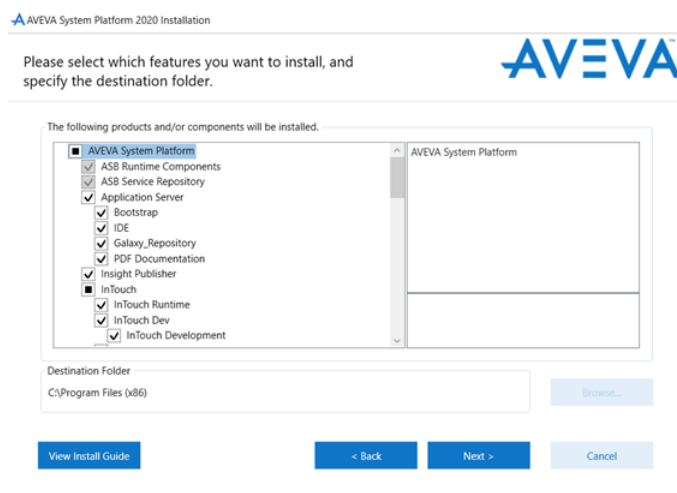 AVEVA System Platform 2020 Installation
Please select which features you want to install, and
specify the destination folder.
AVEVA
The following products and/or components will be installed.
AVEVA System Platform
ASB Runtime Components
ASB Service Repository
Application Server
Bootstrap
IDE
Galaxy_Repository
PDF Documentation
Insight Publisher
InTouch
InTouch Runtime
InTouch Dev
InTouch Development
AVEVA System Platform
Destination Folder
C:\Program Files (x86)
Browse...
View Install Guide
< Back
Next >
Cancel